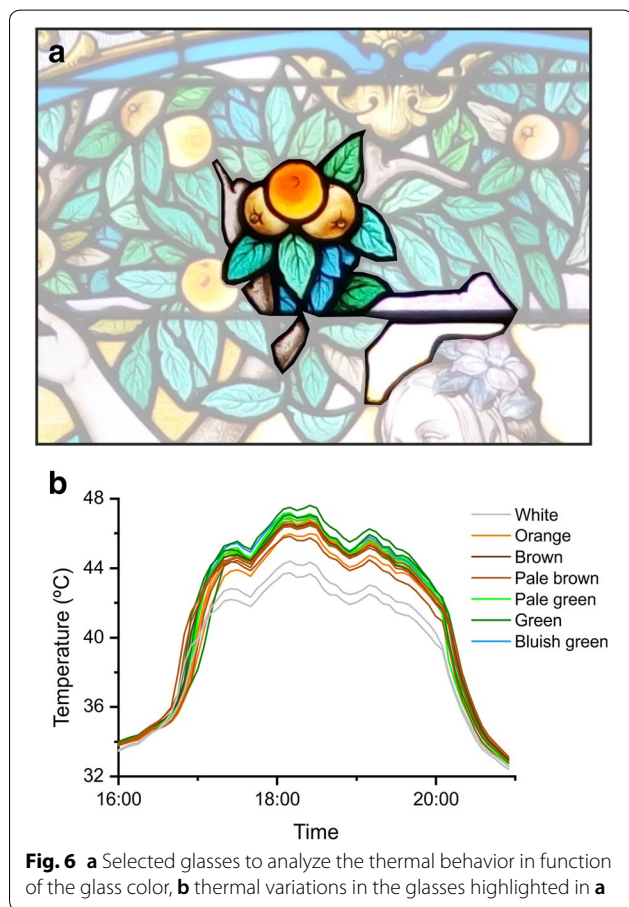 a
b
48
44
40
36
32
Temperature (ºC)
16:00 18:00 20:00
Time
White
Orange
Brown
Pale brown
Pale green
Green
Bluish green
Fig. 6 a Selected glasses to analyze the thermal behavior in function
of the glass color, b thermal variations in the glasses highlighted in a